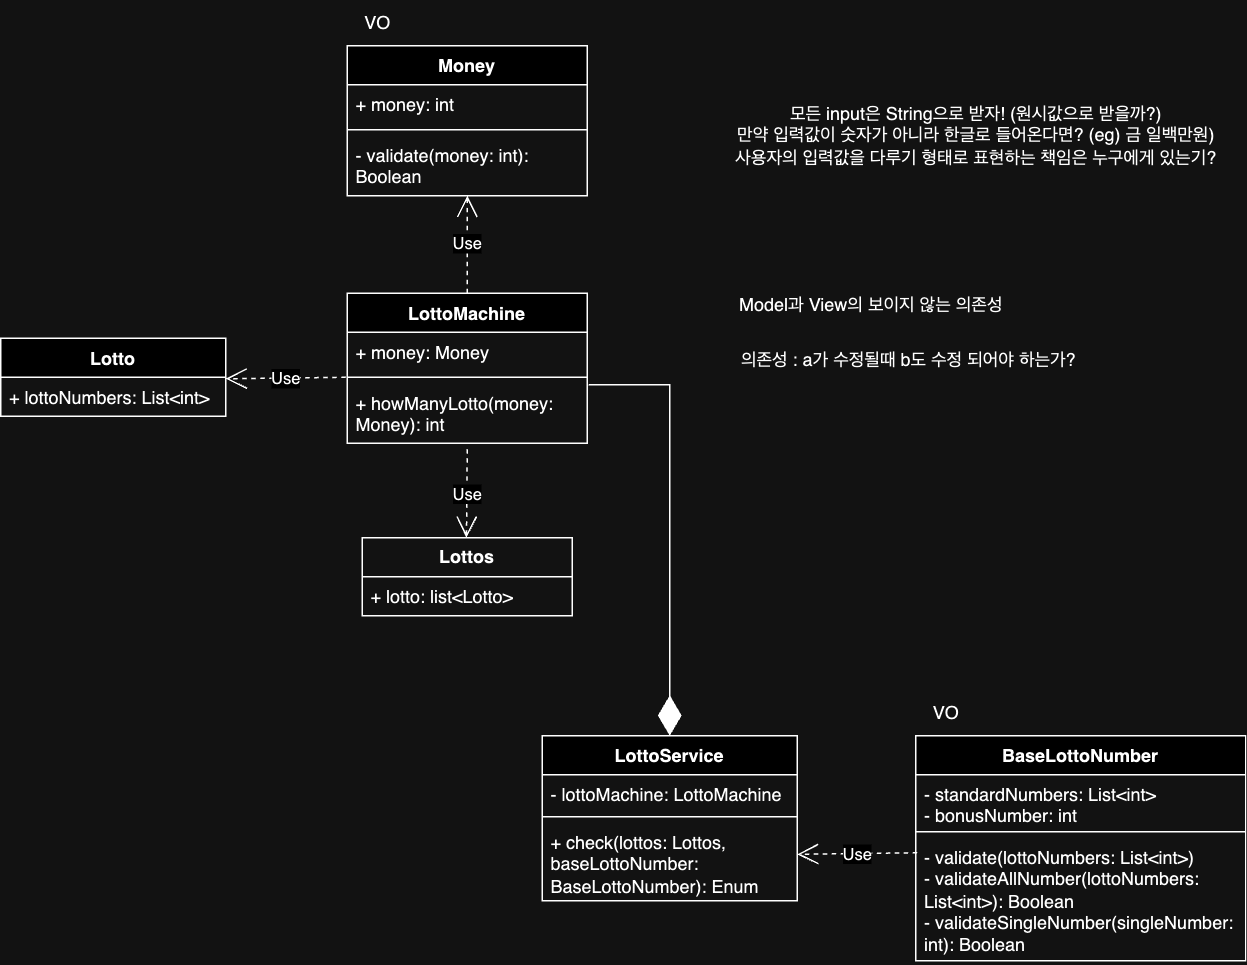 VO
Money
+ money: int
- validate(money: int):
Boolean
모든 input은 String으로 받자! (원시값으로 받을까?)
만약 입력값이 숫자가 아니라 한글로 들어온다면? (eg) 금 일백만원)
사용자의 입력값을 다루기 형태로 표현하는 책임은 누구에게 있는기?
Use
LottoMachine
+ money: Money
+ howManyLotto(money:
Money): int
Model과 View의 보이지 않는 의존성
의존성 : a가 수정될때 b도 수정 되어야 하는가?
Lotto
+ lottoNumbers: List<int>
Use
Use
Lottos
+ lotto: list<Lotto>
LottoService
- lottoMachine: LottoMachine
+ check(lottos: Lottos,
baseLottoNumber:
BaseLottoNumber): Enum
Use
VO
BaseLottoNumber
- standardNumbers: List<int>
- bonusNumber: int
- validate(lottoNumbers: List<int>)
- validateAllNumber(lottoNumbers:
List<int>): Boolean
- validateSingleNumber(singleNumber:
int): Boolean